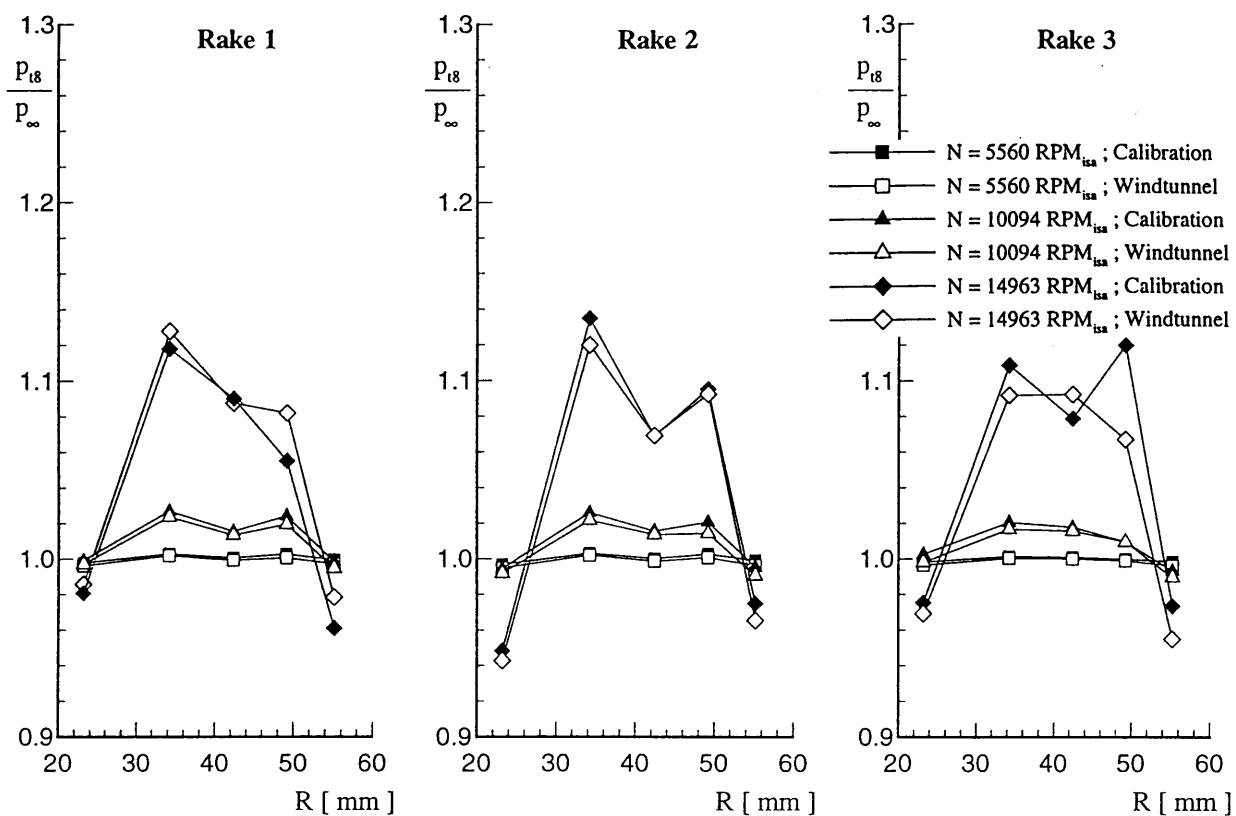 Rake 1
p_t8
p_∞
1.3
1.2
1.1
1.0
0.9
20 30 40 50 60
R [ mm ]
Rake 2
p_t8
p_∞
1.3
1.2
1.1
1.0
0.9
20 30 40 50 60
R [ mm ]
Rake 3
p_t8
p_∞
1.3
N = 5560 RPM_isa ; Calibration
N = 5560 RPM_isa ; Windtunnel
N = 10094 RPM_isa ; Calibration
N = 10094 RPM_isa ; Windtunnel
N = 14963 RPM_isa ; Calibration
N = 14963 RPM_isa ; Windtunnel
1.2
1.1
1.0
0.9
20 30 40 50 60
R [ mm ]